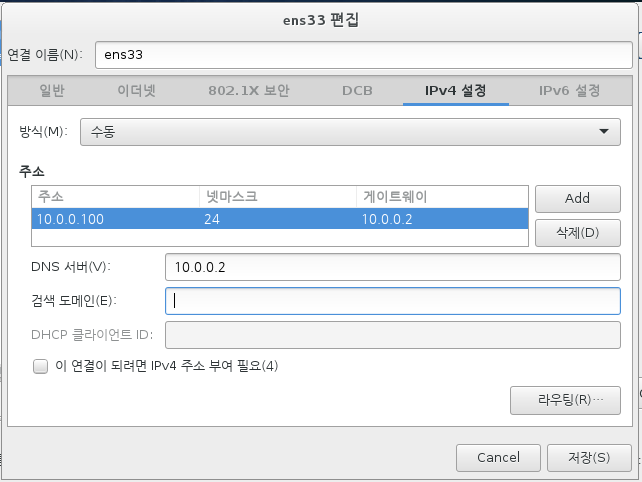 ens33 편집
연결 이름(N): ens33
일반 이더넷 802.1X 보안 DCB IPv4 설정 IPv6 설정
방식(M): 수동
주소
주소 넷마스크 게이트웨이 Add
10.0.0.100 24 10.0.0.2
삭제(D)
DNS 서버(V): 10.0.0.2
검색 도메인(E):
DHCP 클라이언트 ID:
이 연결이 되려면 IPv4 주소 부여 필요(4)
라우팅(R)…
Cancel 저장(S)